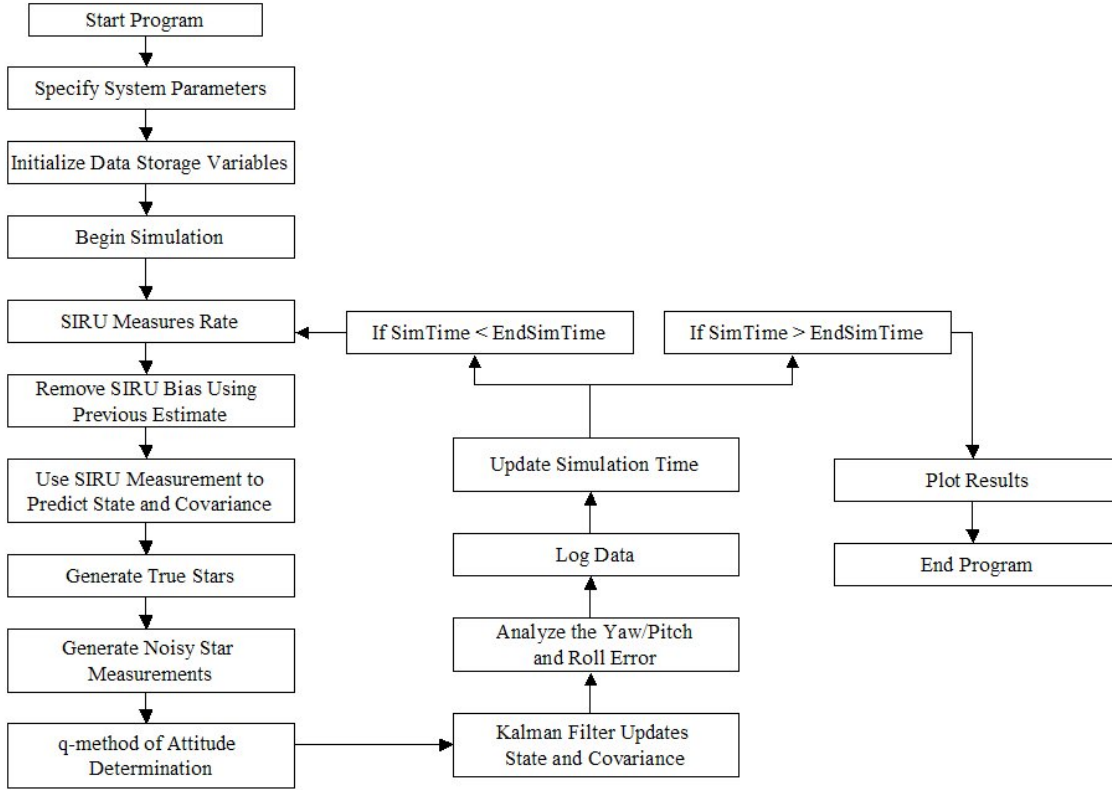 Start Program
Specify System Parameters
Initialize Data Storage Variables
Begin Simulation
SIRU Measures Rate
Remove SIRU Bias Using
Previous Estimate
Use SIRU Measurement to
Predict State and Covariance
Generate True Stars
Generate Noisy Star
Measurements
q-method of Attitude
Determination
Kalman Filter Updates
State and Covariance
Analyze the Yaw/Pitch
and Roll Error
Log Data
Update Simulation Time
If SimTime < EndSimTime
If SimTime > EndSimTime
Plot Results
End Program